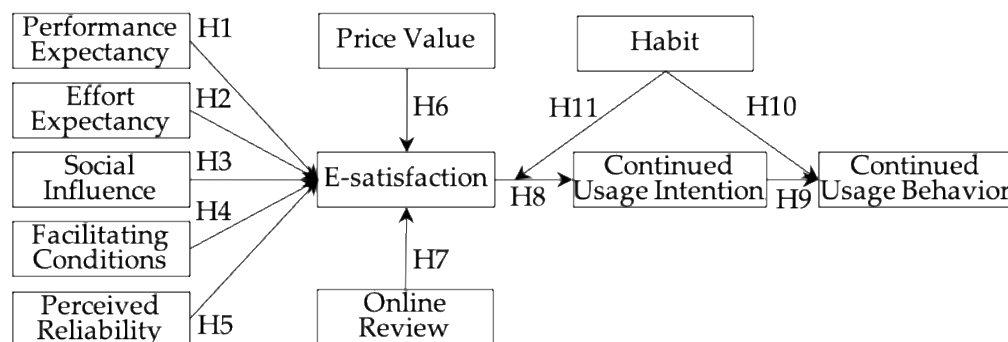 Performance
Expectancy
H1
Effort
Expectancy
H2
Social
Influence
H3
Facilitating
Conditions
H4
Perceived
Reliability
H5
Price Value
H6
E-satisfaction
H7
Online
Review
Habit
H11
H10
H8
Continued
Usage Intention
H9
Continued
Usage Behavior